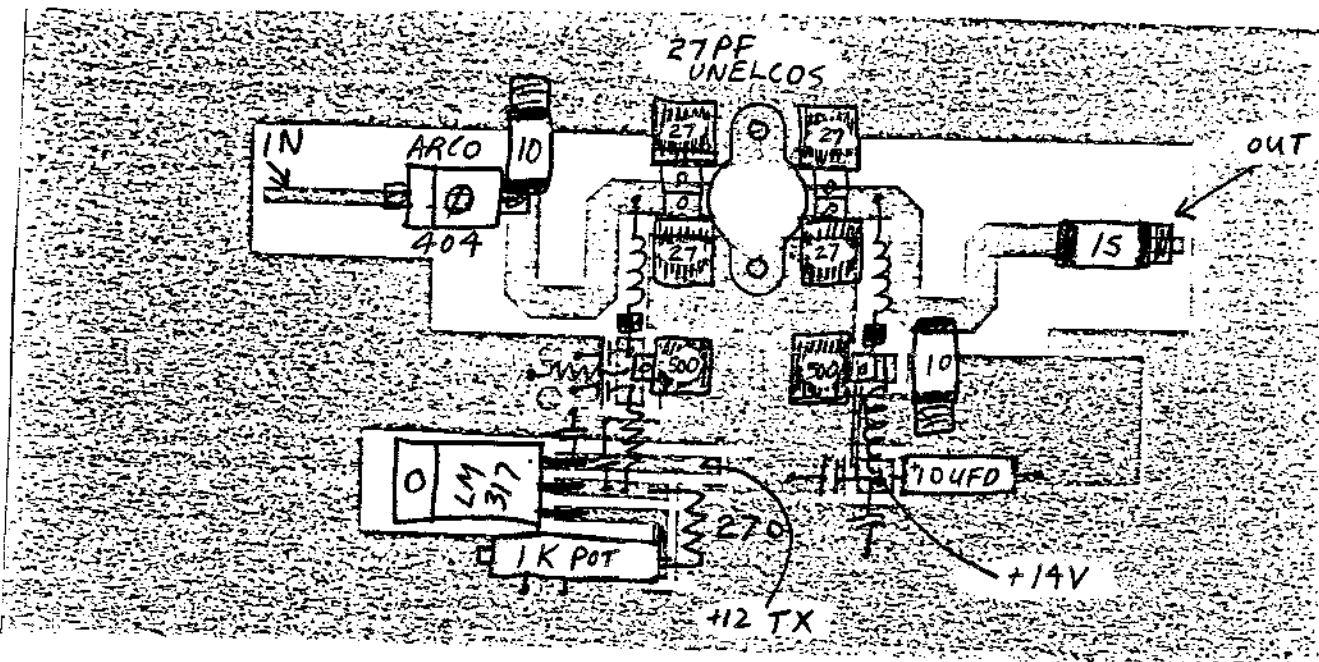 27PF
UNELCOS
IN
ARCO
10
27
27
OUT
404
27
27
15
500
500
10
LM
317
10UFD
270
1K POT
+14V
+12 TX